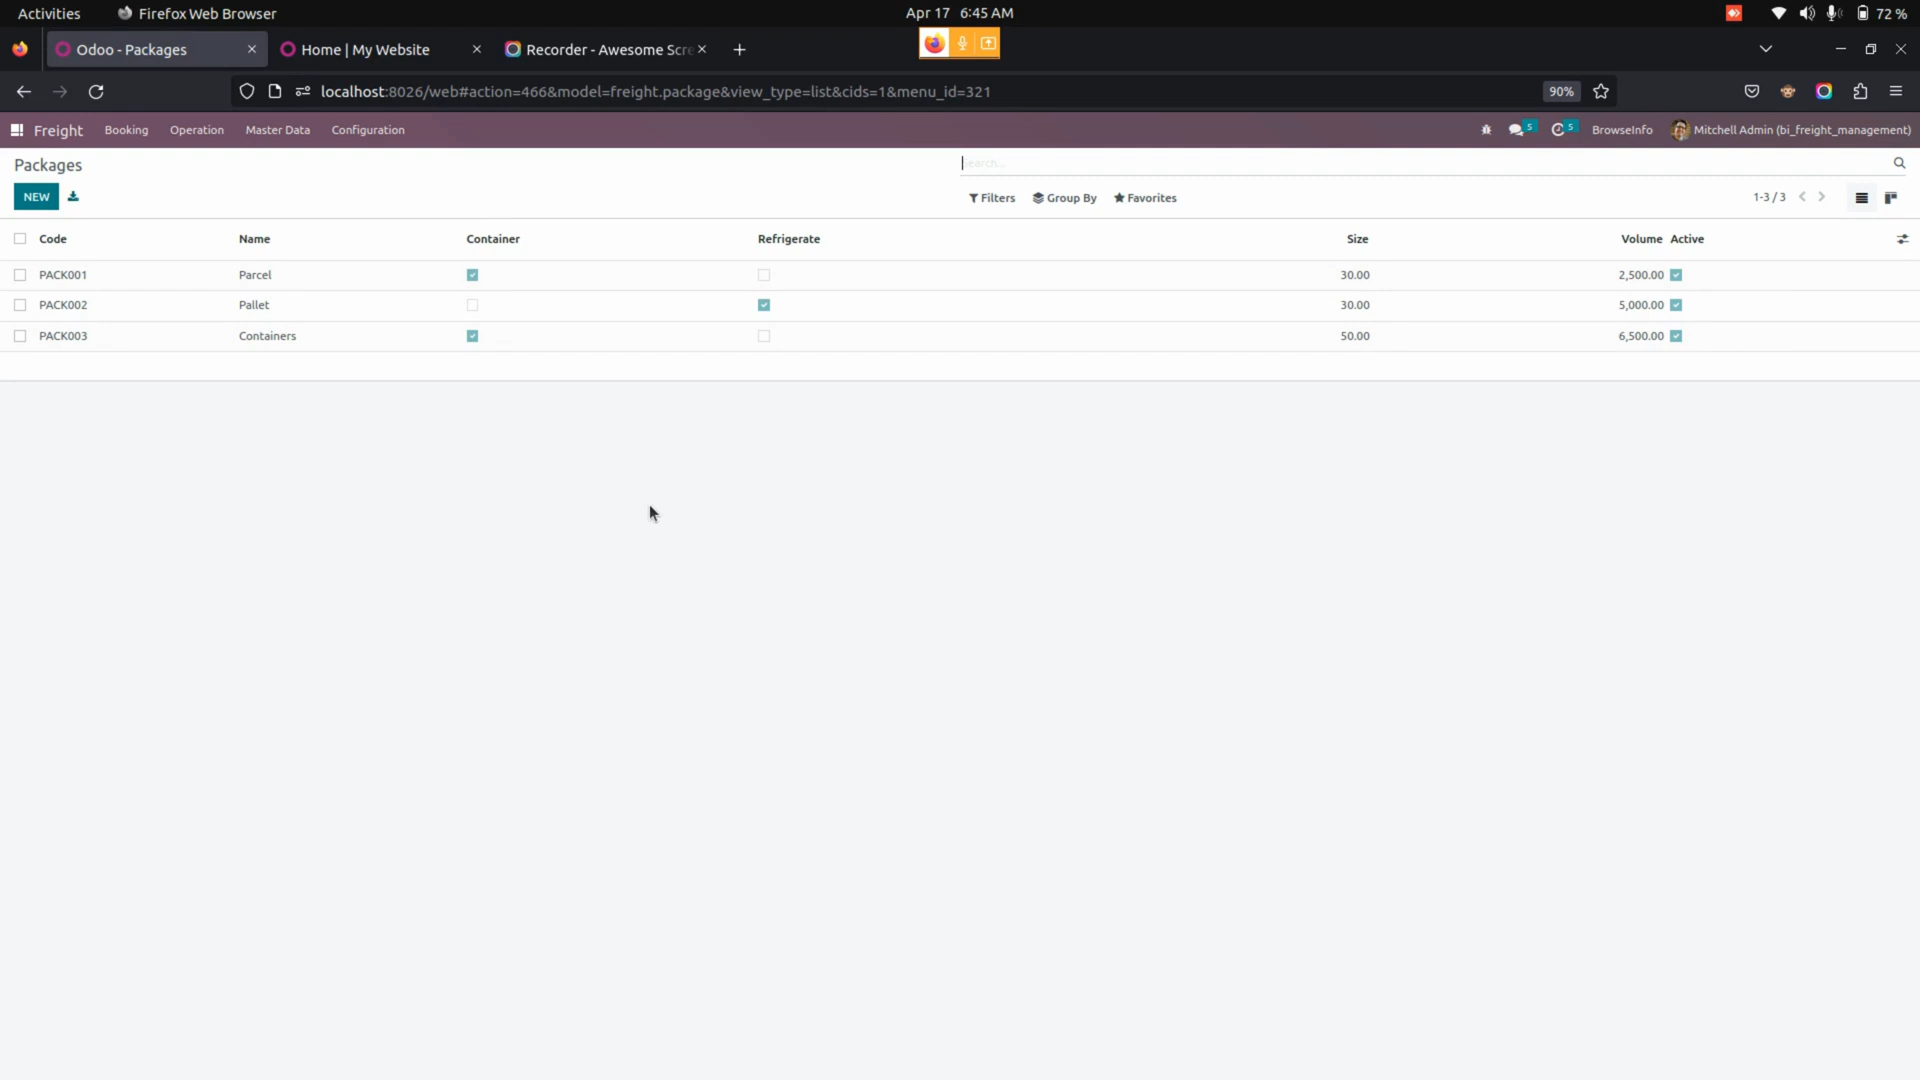 Activities Firefox Web Browser Apr 17 6:45 AM 72 %
Odoo - Packages Home | My Website Recorder - Awesome Scre
localhost:8026/web#action=466&model=freight.package&view_type=list&cids=1&menu_id=321 90%
Freight Booking Operation Master Data Configuration 5 5 BrowseInfo Mitchell Admin (bi_freight_management)
Packages Search...
NEW Filters Group By Favorites 1-3 / 3
Code Name Container Refrigerate Size Volume Active
PACK001 Parcel 30.00 2,500.00
PACK002 Pallet 30.00 5,000.00
PACK003 Containers 50.00 6,500.00